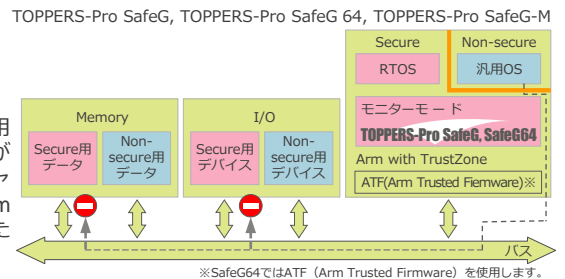 TOPPERS-Pro SafeG, TOPPERS-Pro SafeG 64, TOPPERS-Pro SafeG-M
Secure
Non-secure
RTOS
汎用OS
モニターモード
TOPPERS-Pro SafeG, SafeG64
Arm with TrustZone
ATF(Arm Trusted Fiemware)※
Memory
Secure用
データ
Non-
secure用
データ
I/O
Secure用
デバイス
Non-
secure用
デバイス
用
が
ァ
m
た
バス
※SafeG64ではATF（Arm Trusted Firmware）を使用します。